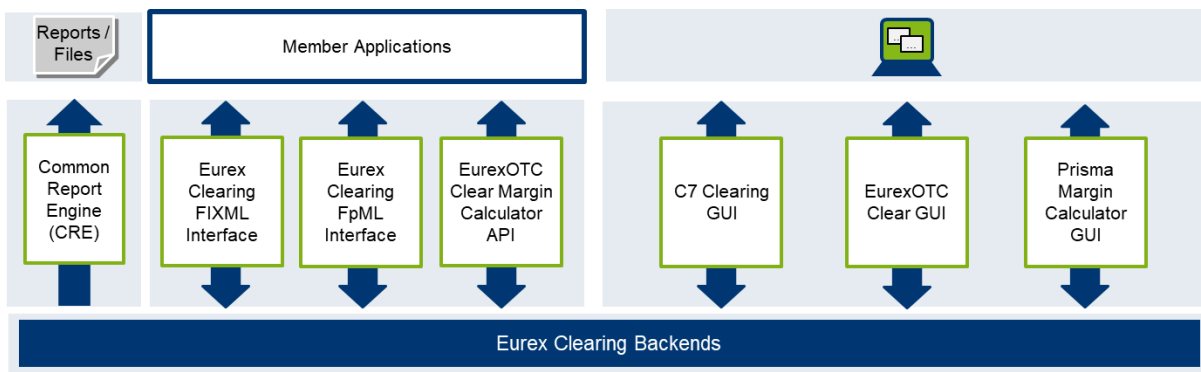 Reports /
Files
Member Applications
...
...
Common
Report
Engine
(CRE)
Eurex
Clearing
FIXML
Interface
Eurex
Clearing
FpML
Interface
EurexOTC
Clear Margin
Calculator
API
C7 Clearing
GUI
EurexOTC
Clear GUI
Prisma
Margin
Calculator
GUI
Eurex Clearing Backends